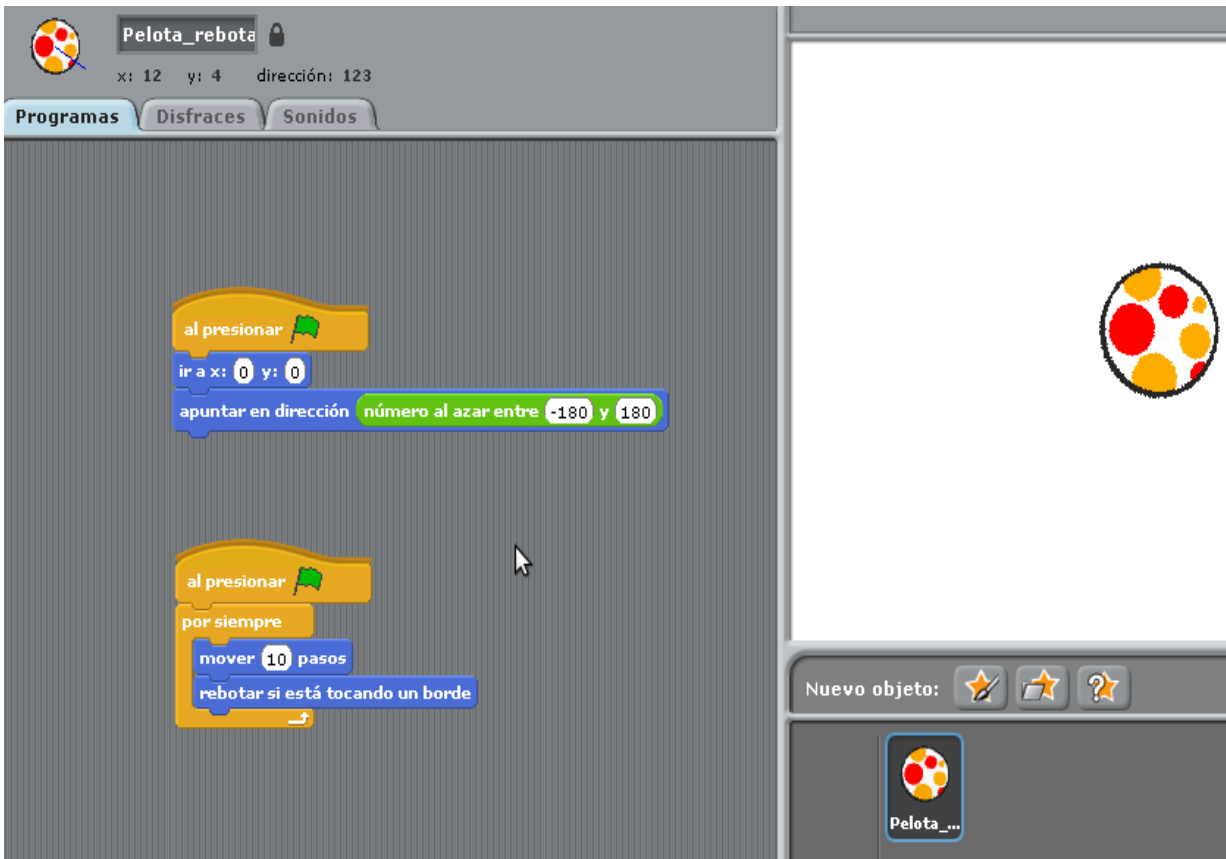 Pelota_rebota
x: 12 y: 4 dirección: 123
Programas Disfraces Sonidos
al presionar
ir a x: 0 y: 0
apuntar en dirección número al azar entre -180 y 180
al presionar
por siempre
mover 10 pasos
rebotar si está tocando un borde
Nuevo objeto:
Pelota_...